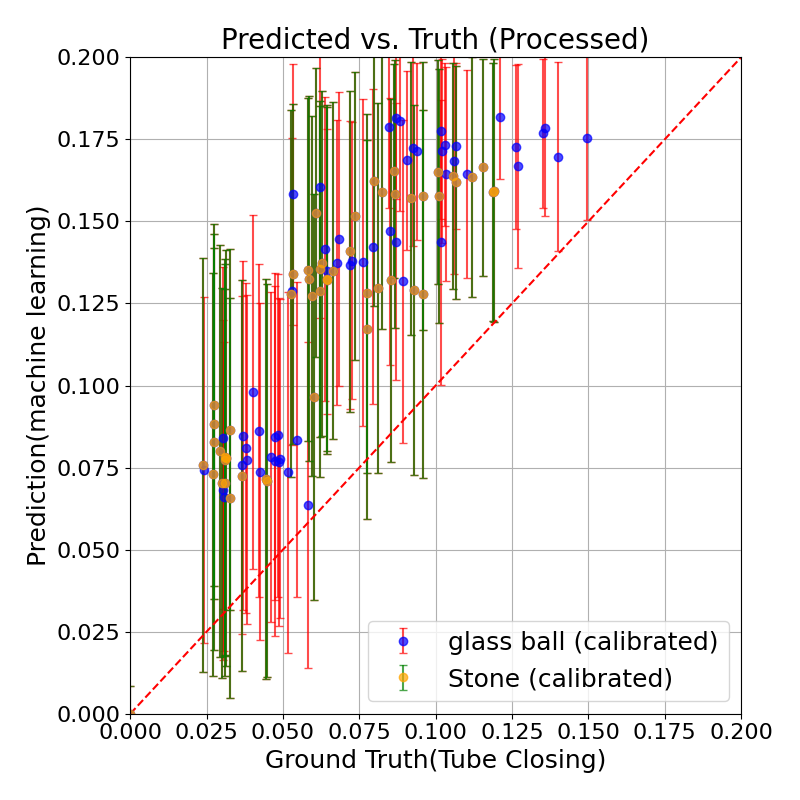 Predicted vs. Truth (Processed)
0.200
0.175
0.150
0.125
0.100
0.075
0.050
0.025
0.000
Prediction(machine learning)
glass ball (calibrated)
Stone (calibrated)
0.000 0.025 0.050 0.075 0.100 0.125 0.150 0.175 0.200
Ground Truth(Tube Closing)